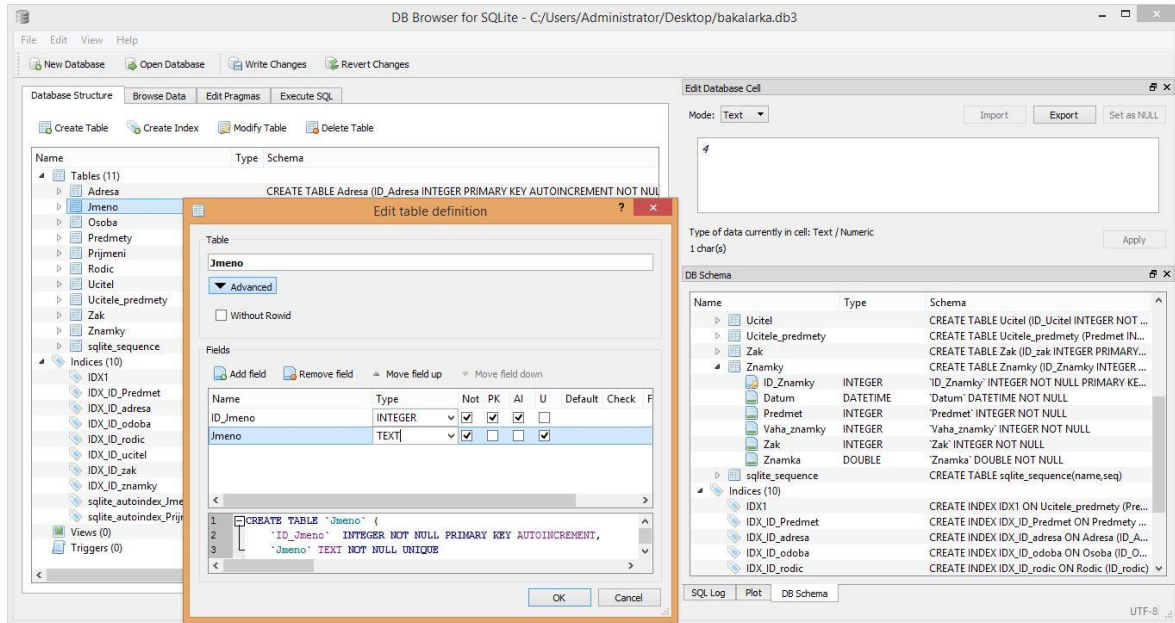 DB Browser for SQLite - C:/Users/Administrator/Desktop/bakalarka.db3
File Edit View Help
New Database Open Database Write Changes Revert Changes
Database Structure Browse Data Edit Pragmas Execute SQL
Create Table Create Index Modify Table Delete Table
Name Type Schema
Tables (11)
Adresa CREATE TABLE Adresa (ID_Adresa INTEGER PRIMARY KEY AUTOINCREMENT NOT NUL
Jmeno
Osoba
Predmety
Prijmeni
Rodic
Ucitel
Ucitele_predmety
Zak
Znamky
sqlite_sequence
Indices (10)
IDX1
IDX_ID_Predmet
IDX_ID_adresa
IDX_ID_odoba
IDX_ID_rodic
IDX_ID_ucitel
IDX_ID_zak
IDX_ID_znamky
sqlite_autoindex_Jme
sqlite_autoindex_Prij
Views (0)
Triggers (0)
Edit table definition
Table
Jmeno
Advanced
Without Rowid
Fields
Add field Remove field Move field up Move field down
Name Type Not PK AI U Default Check F
ID_Jmeno INTEGER
Jmeno TEXT
1 CREATE TABLE `Jmeno` (
2 `ID_Jmeno` INTEGER NOT NULL PRIMARY KEY AUTOINCREMENT,
3 `Jmeno` TEXT NOT NULL UNIQUE
OK Cancel
Edit Database Cell
Mode: Text Import Export Set as NULL
4
Type of data currently in cell: Text / Numeric
1 char(s)
Apply
DB Schema
Name Type Schema
Ucitel CREATE TABLE Ucitel (ID_Ucitel INTEGER NOT ...
Ucitele_predmety CREATE TABLE Ucitele_predmety (Predmet IN...
Zak CREATE TABLE Zak (ID_zak INTEGER PRIMARY...
Znamky CREATE TABLE Znamky (ID_Znamky INTEGER ...
ID_Znamky INTEGER `ID_Znamky` INTEGER NOT NULL PRIMARY KE...
Datum DATETIME `Datum` DATETIME NOT NULL
Predmet INTEGER `Predmet` INTEGER NOT NULL
Vaha_znamky INTEGER `Vaha_znamky` INTEGER NOT NULL
Zak INTEGER `Zak` INTEGER NOT NULL
Znamka DOUBLE `Znamka` DOUBLE NOT NULL
sqlite_sequence CREATE TABLE sqlite_sequence(name,seq)
Indices (10)
IDX1 CREATE INDEX IDX1 ON Ucitele_predmety (Pre...
IDX_ID_Predmet CREATE INDEX IDX_ID_Predmet ON Predmety ...
IDX_ID_adresa CREATE INDEX IDX_ID_adresa ON Adresa (ID_A...
IDX_ID_odoba CREATE INDEX IDX_ID_odoba ON Osoba (ID_O...
IDX_ID_rodic CREATE INDEX IDX_ID_rodic ON Rodic (ID_rodic)
SQL Log Plot DB Schema
UTF-8